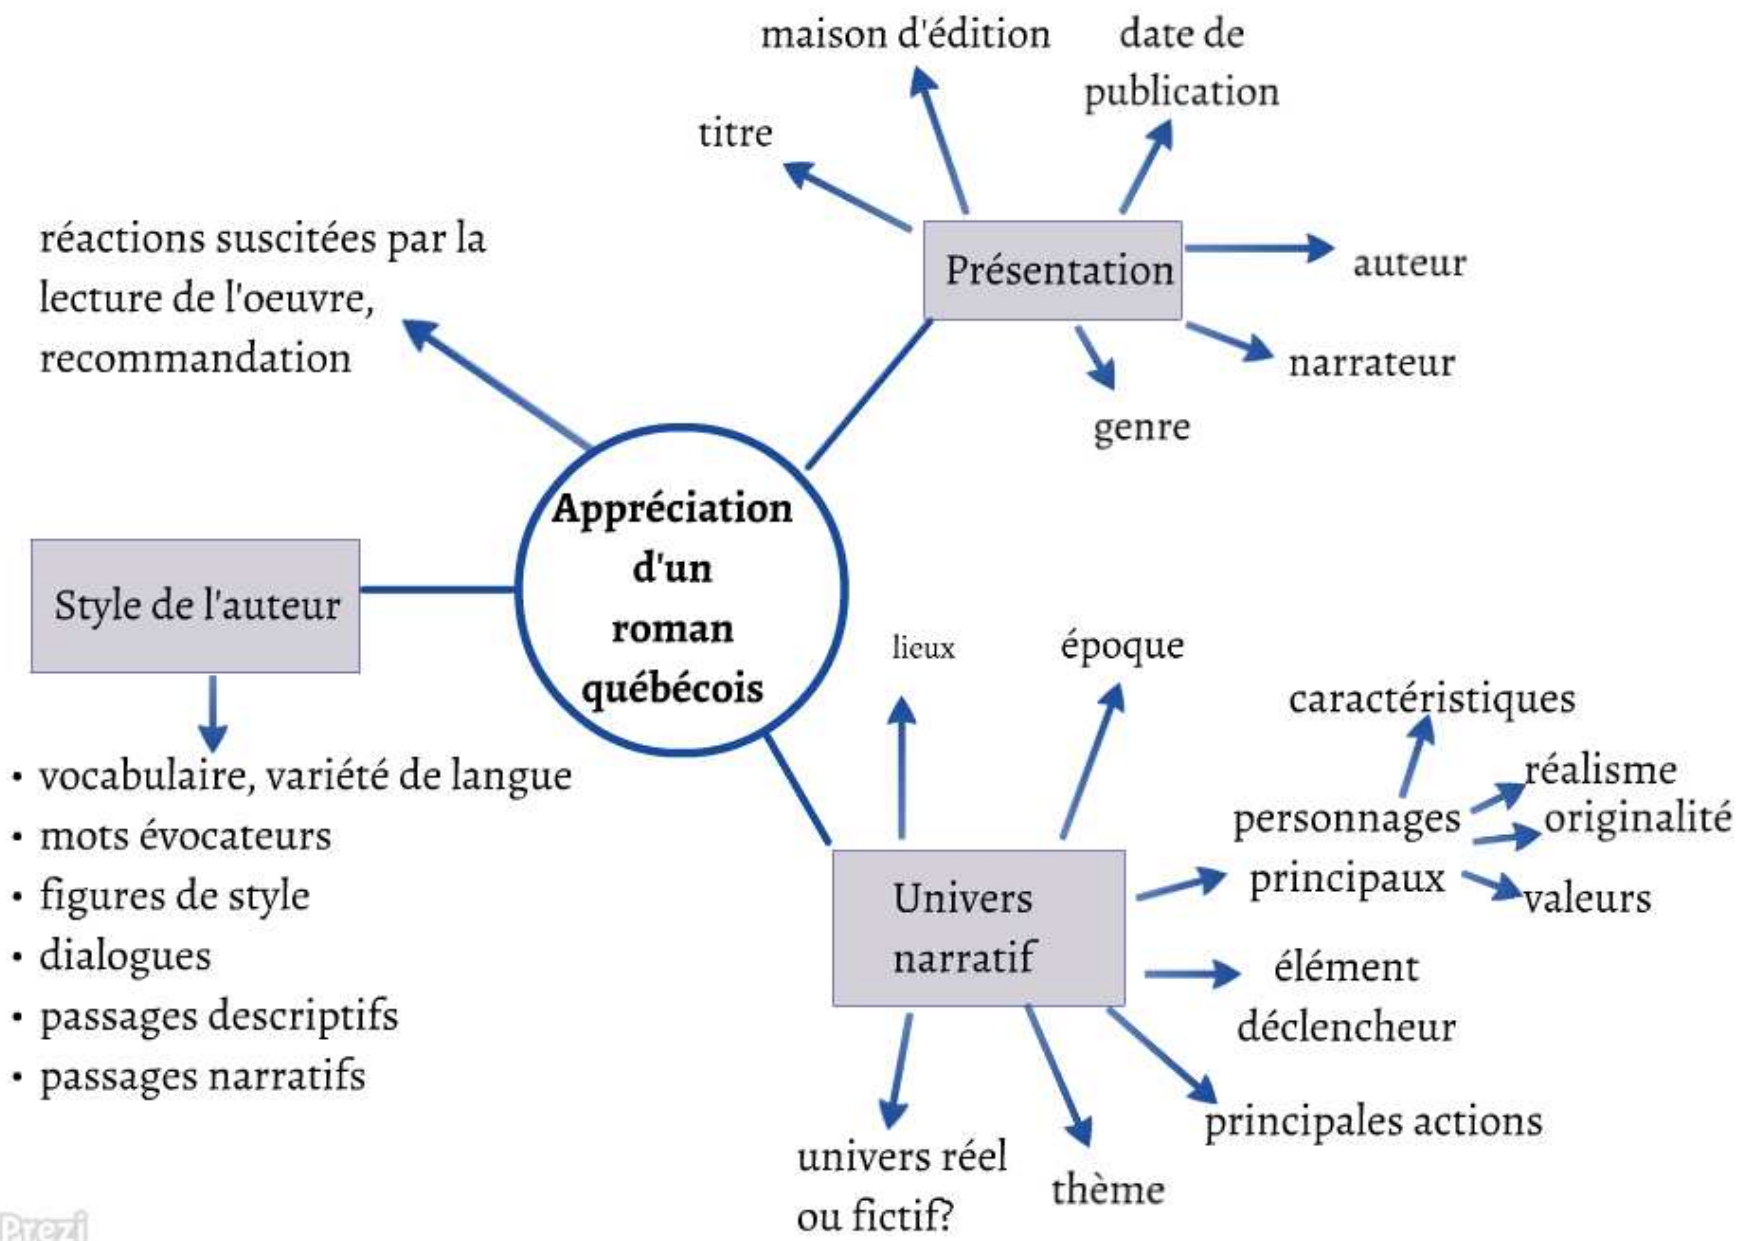 maison d'édition
date de
publication
titre
Présentation
auteur
narrateur
genre
réactions suscitées par la
lecture de l'oeuvre,
recommandation
Appréciation
d'un
roman
québécois
Style de l'auteur
• vocabulaire, variété de langue
• mots évocateurs
• figures de style
• dialogues
• passages descriptifs
• passages narratifs
lieux
époque
Univers
narratif
caractéristiques
personnages
principaux
réalisme
originalité
valeurs
élément
déclencheur
principales actions
thème
univers réel
ou fictif?
Prezi